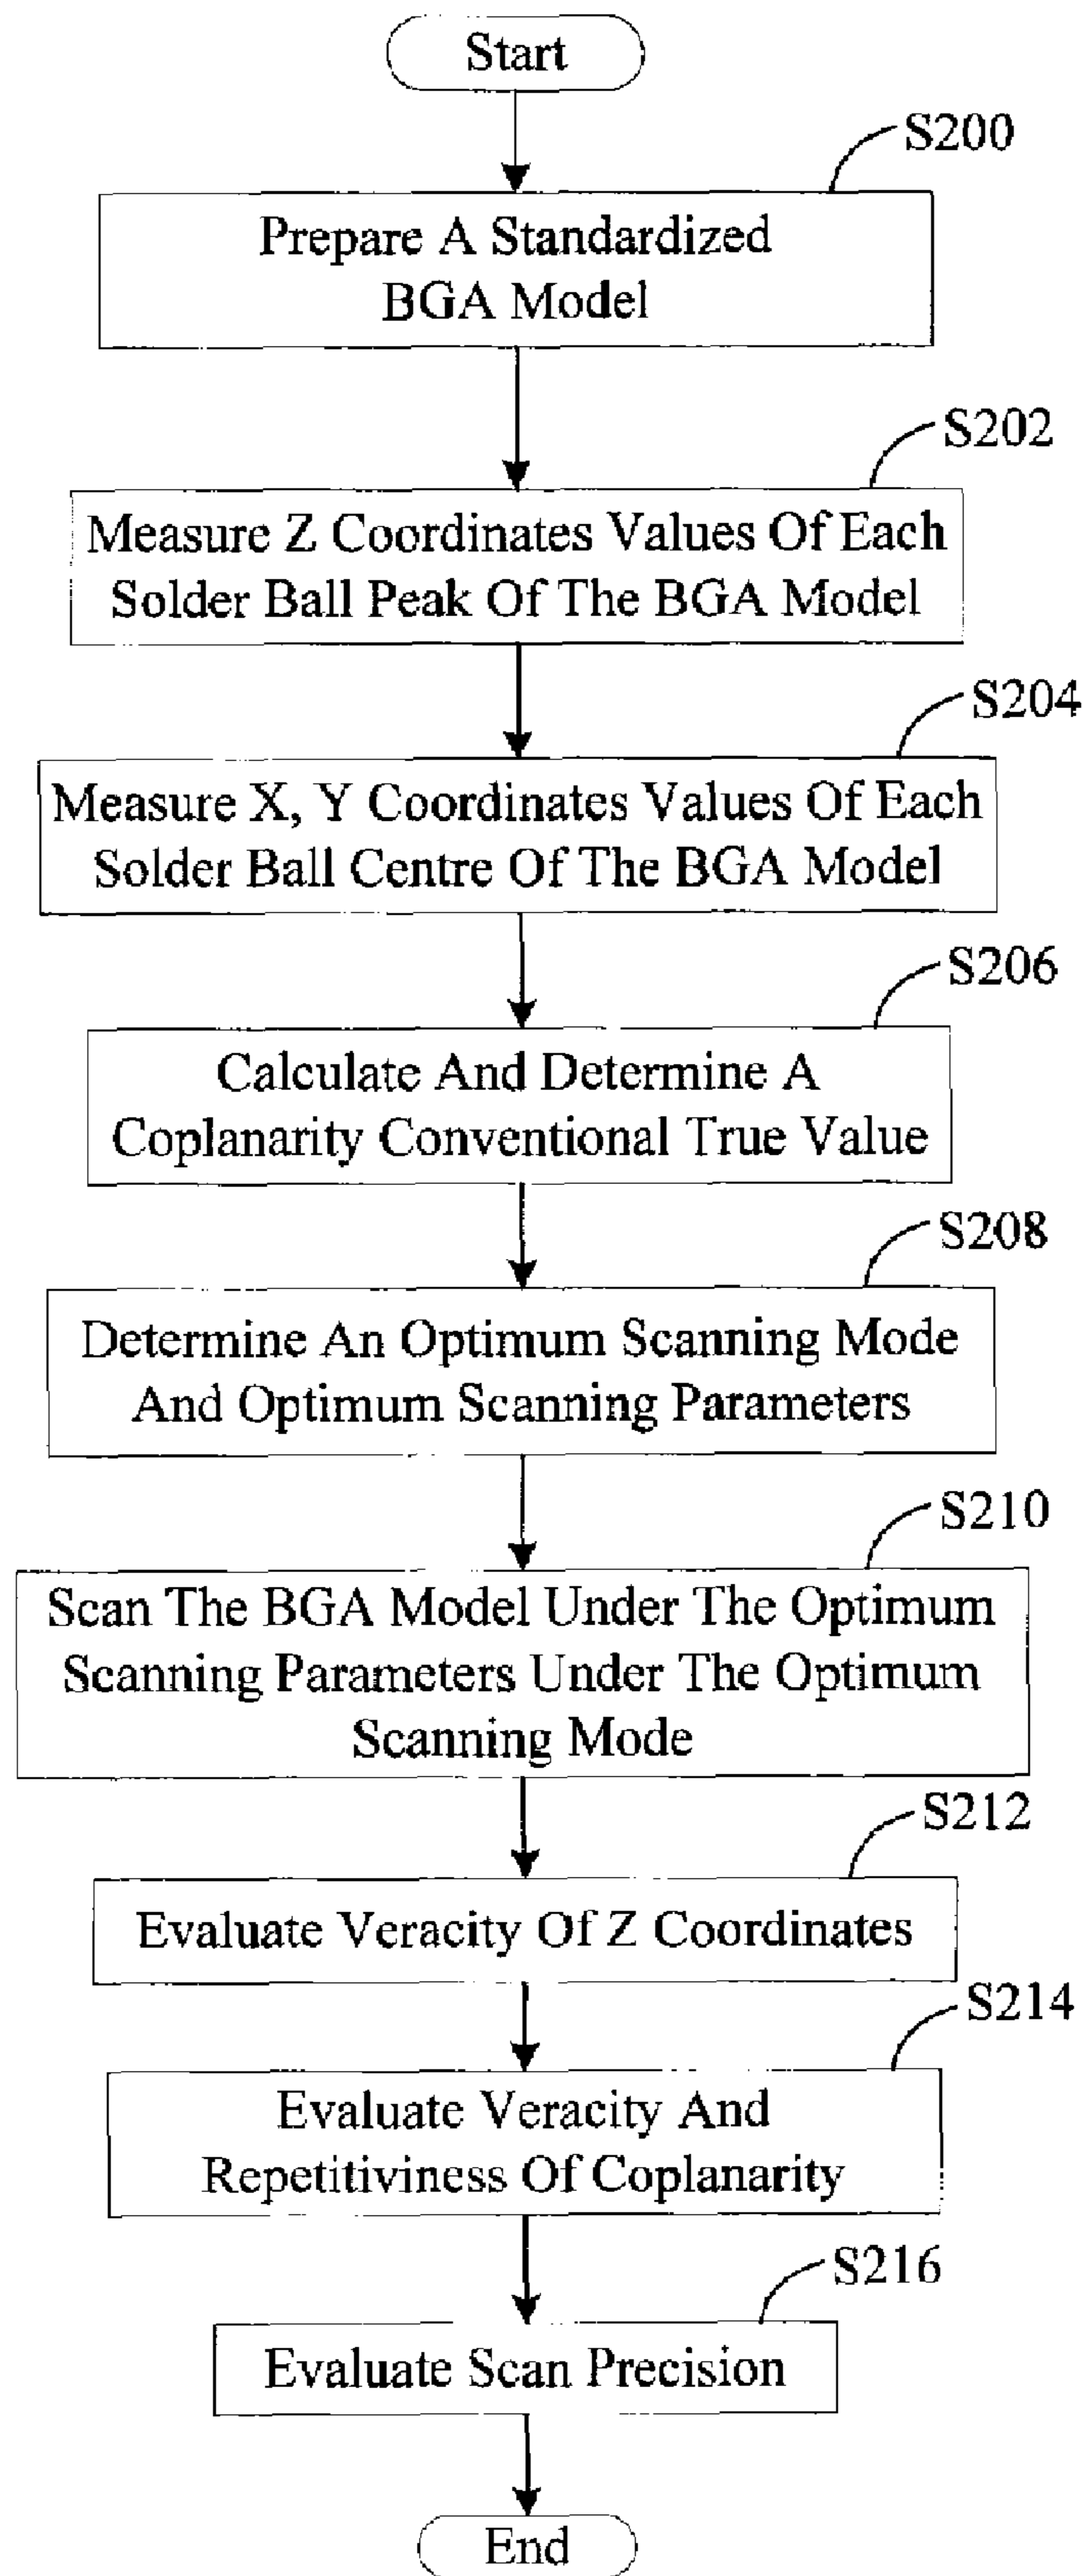 Start
S200
Prepare A Standardized
BGA Model
S202
Measure Z Coordinates Values Of Each
Solder Ball Peak Of The BGA Model
S204
Measure X, Y Coordinates Values Of Each
Solder Ball Centre Of The BGA Model
S206
Calculate And Determine A
Coplanarity Conventional True Value
S208
Determine An Optimum Scanning Mode
And Optimum Scanning Parameters
S210
Scan The BGA Model Under The Optimum
Scanning Parameters Under The Optimum
Scanning Mode
S212
Evaluate Veracity Of Z Coordinates
S214
Evaluate Veracity And
Repetitiviness Of Coplanarity
S216
Evaluate Scan Precision
End